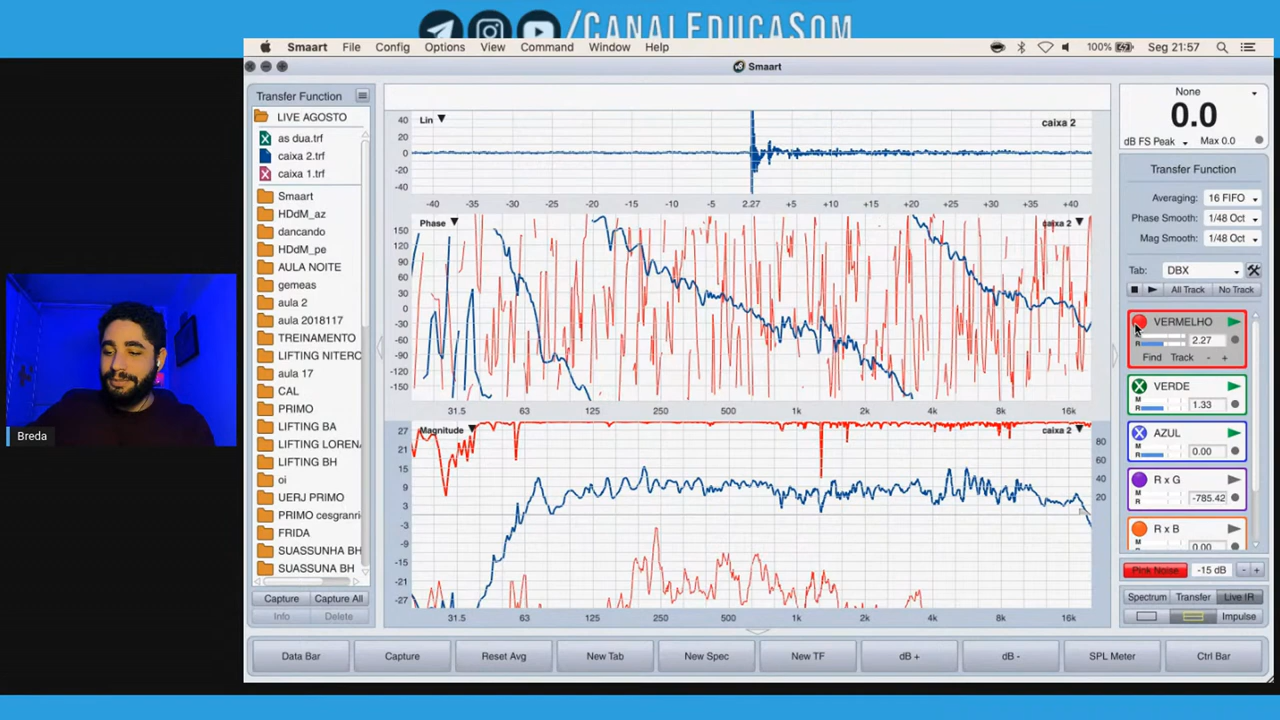 /CANALEDUCASOM
Smaart File Config Options View Command Window Help 100% Seg 21:57
Smaart
Transfer Function
LIVE AGOSTO
as dua.trf
caixa 2.trf
caixa 1.trf
Smaart
HDdM_az
dancando
HDdM_pe
AULA NOITE
gemeas
aula 2
aula 2018117
TREINAMENTO
LIFTING NITERO
aula 17
CAL
PRIMO
LIFTING BA
LIFTING LORENA
LIFTING BH
oi
UERJ PRIMO
PRIMO cesgranri
FRIDA
SUASSUNHA BH
SUASSUNA BH
Capture Capture All
Info Delete
Lin caixa 2
40
20
0
-20
-40
-40 -35 -30 -25 -20 -15 -10 -5 2.27 +5 +10 +15 +20 +25 +30 +35 +40
Phase caixa 2
150
120
90
60
30
0
-30
-60
-90
-120
-150
31.5 63 125 250 500 1k 2k 4k 8k 16k
Magnitude caixa 2
27
21
15
9
3
-3
-9
-15
-21
-27
80
60
40
20
31.5 63 125 250 500 1k 2k 4k 8k 16k
None
0.0
dB FS Peak Max 0.0
Transfer Function
Averaging: 16 FIFO
Phase Smooth: 1/48 Oct
Mag Smooth: 1/48 Oct
Tab: DBX
All Track No Track
VERMELHO
M
R 2.27
Find Track - +
VERDE
M
R 1.33
AZUL
M
R 0.00
R x G
M
R -785.42
R x B
M 0.00
Pink Noise -15 dB - +
Spectrum Transfer Live IR
Impulse
Data Bar Capture Reset Avg New Tab New Spec New TF dB + dB - SPL Meter Ctrl Bar
Breda